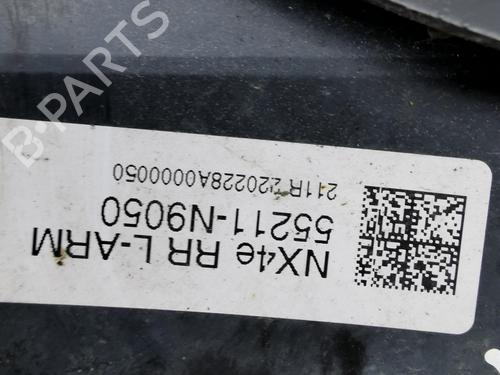 NX4e RR L-ARM
55211-N9050
211R 220228A0000050
B-PARTS